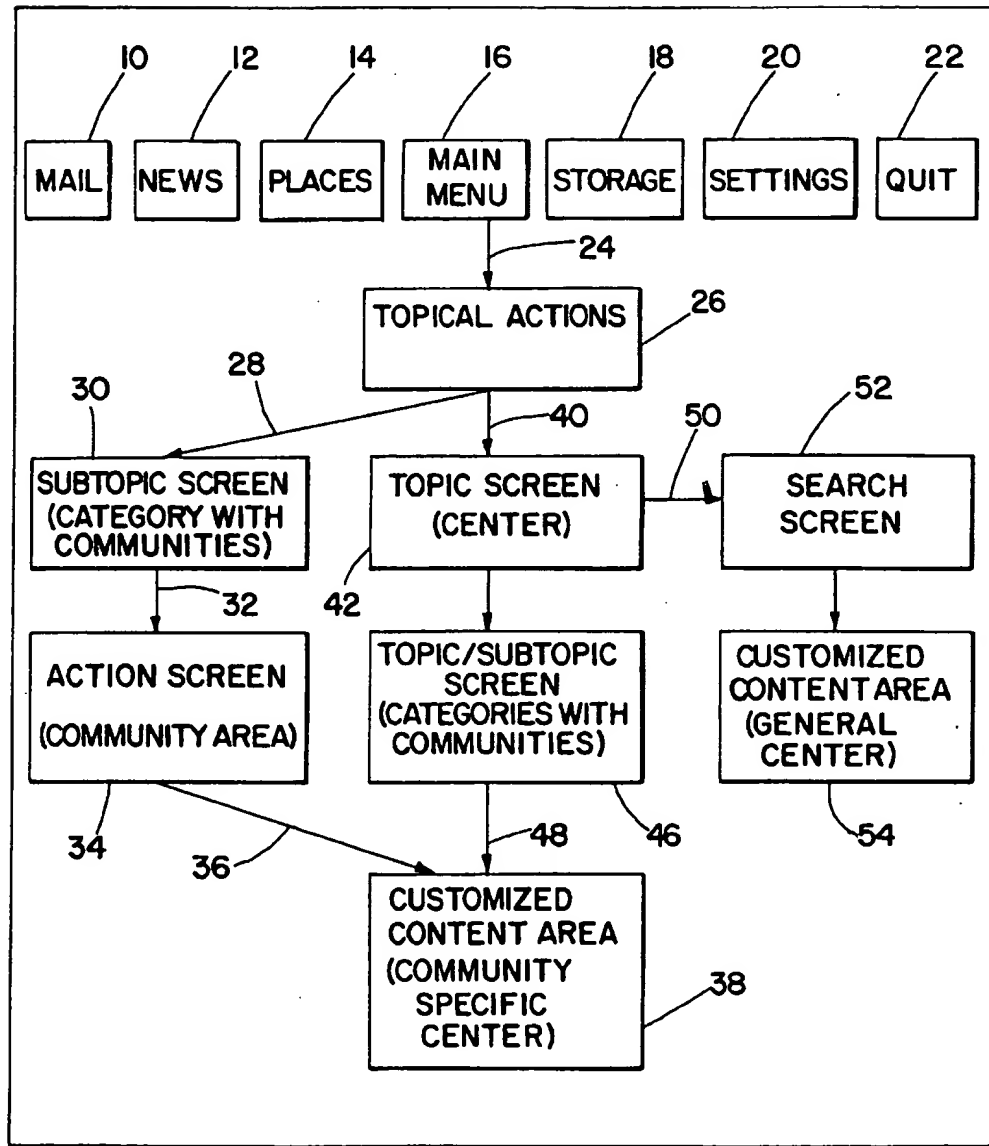 10 12 14 16 18 20 22
MAIL NEWS PLACES MAIN MENU STORAGE SETTINGS QUIT
24
TOPICAL ACTIONS
26
28
30
40
50
52
SUBTOPIC SCREEN
(CATEGORY WITH
COMMUNITIES)
TOPIC SCREEN
(CENTER)
SEARCH
SCREEN
32
42
ACTION SCREEN
(COMMUNITY AREA)
TOPIC/SUBTOPIC
SCREEN
(CATEGORIES WITH
COMMUNITIES)
CUSTOMIZED
CONTENT AREA
(GENERAL
CENTER)
34
36
48
46
54
CUSTOMIZED
CONTENT AREA
(COMMUNITY
SPECIFIC
CENTER)
38